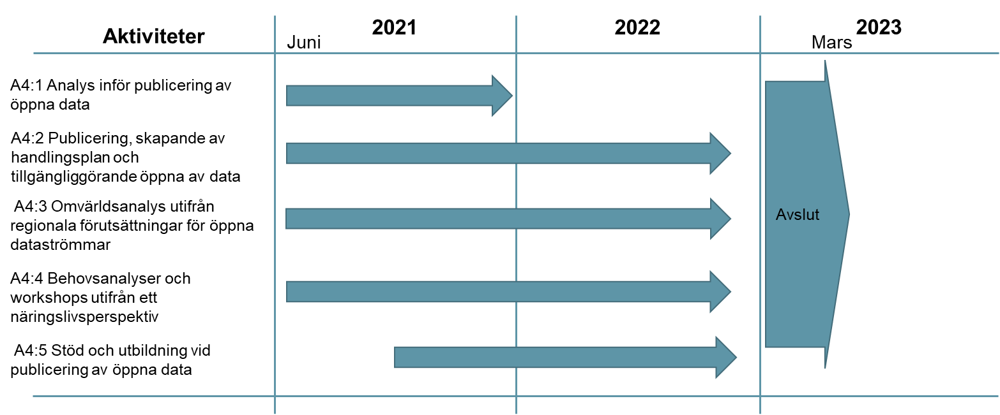 Aktiviteter
2021
2022
2023
Juni
Mars
A4:1 Analys inför publicering av
öppna data
A4:2 Publicering, skapande av
handlingsplan och
tillgängliggörande öppna av data
A4:3 Omvärldsanalys utifrån
regionala förutsättningar för öppna
dataströmmar
Avslut
A4:4 Behovsanalyser och
workshops utifrån ett
näringslivsperspektiv
A4:5 Stöd och utbildning vid
publicering av öppna data